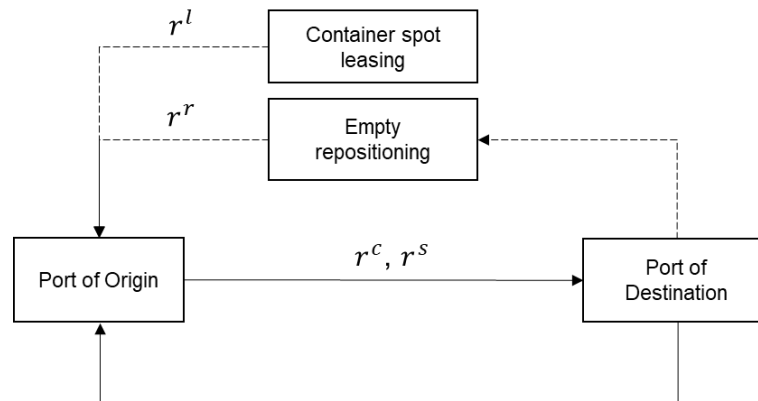 r^l
Container spot
leasing
r^r
Empty
repositioning
Port of Origin
r^c, r^s
Port of
Destination